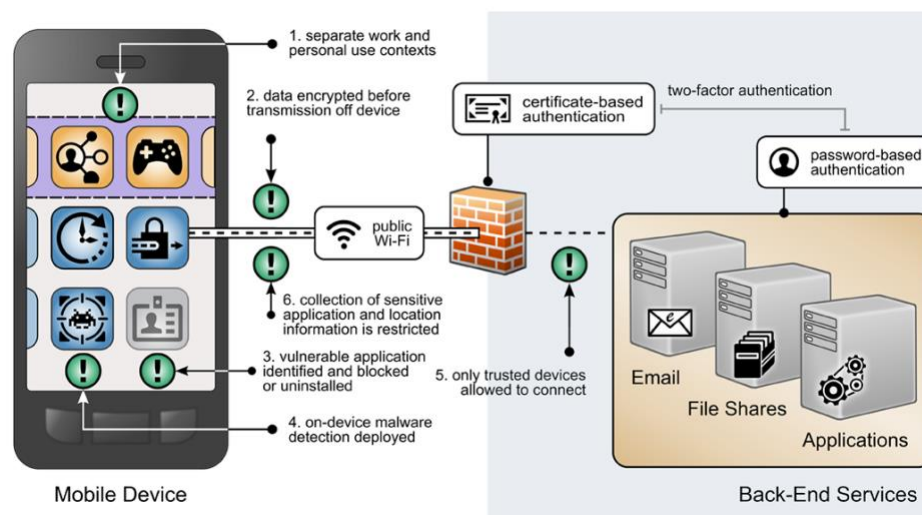 1. separate work and
personal use contexts
2. data encrypted before
transmission off device
certificate-based
authentication
two-factor authentication
password-based
authentication
public
Wi-Fi
6. collection of sensitive
application and location
information is restricted
3. vulnerable application
identified and blocked
or uninstalled
5. only trusted devices
allowed to connect
4. on-device malware
detection deployed
e
Email
File Shares
Applications
Mobile Device
Back-End Services